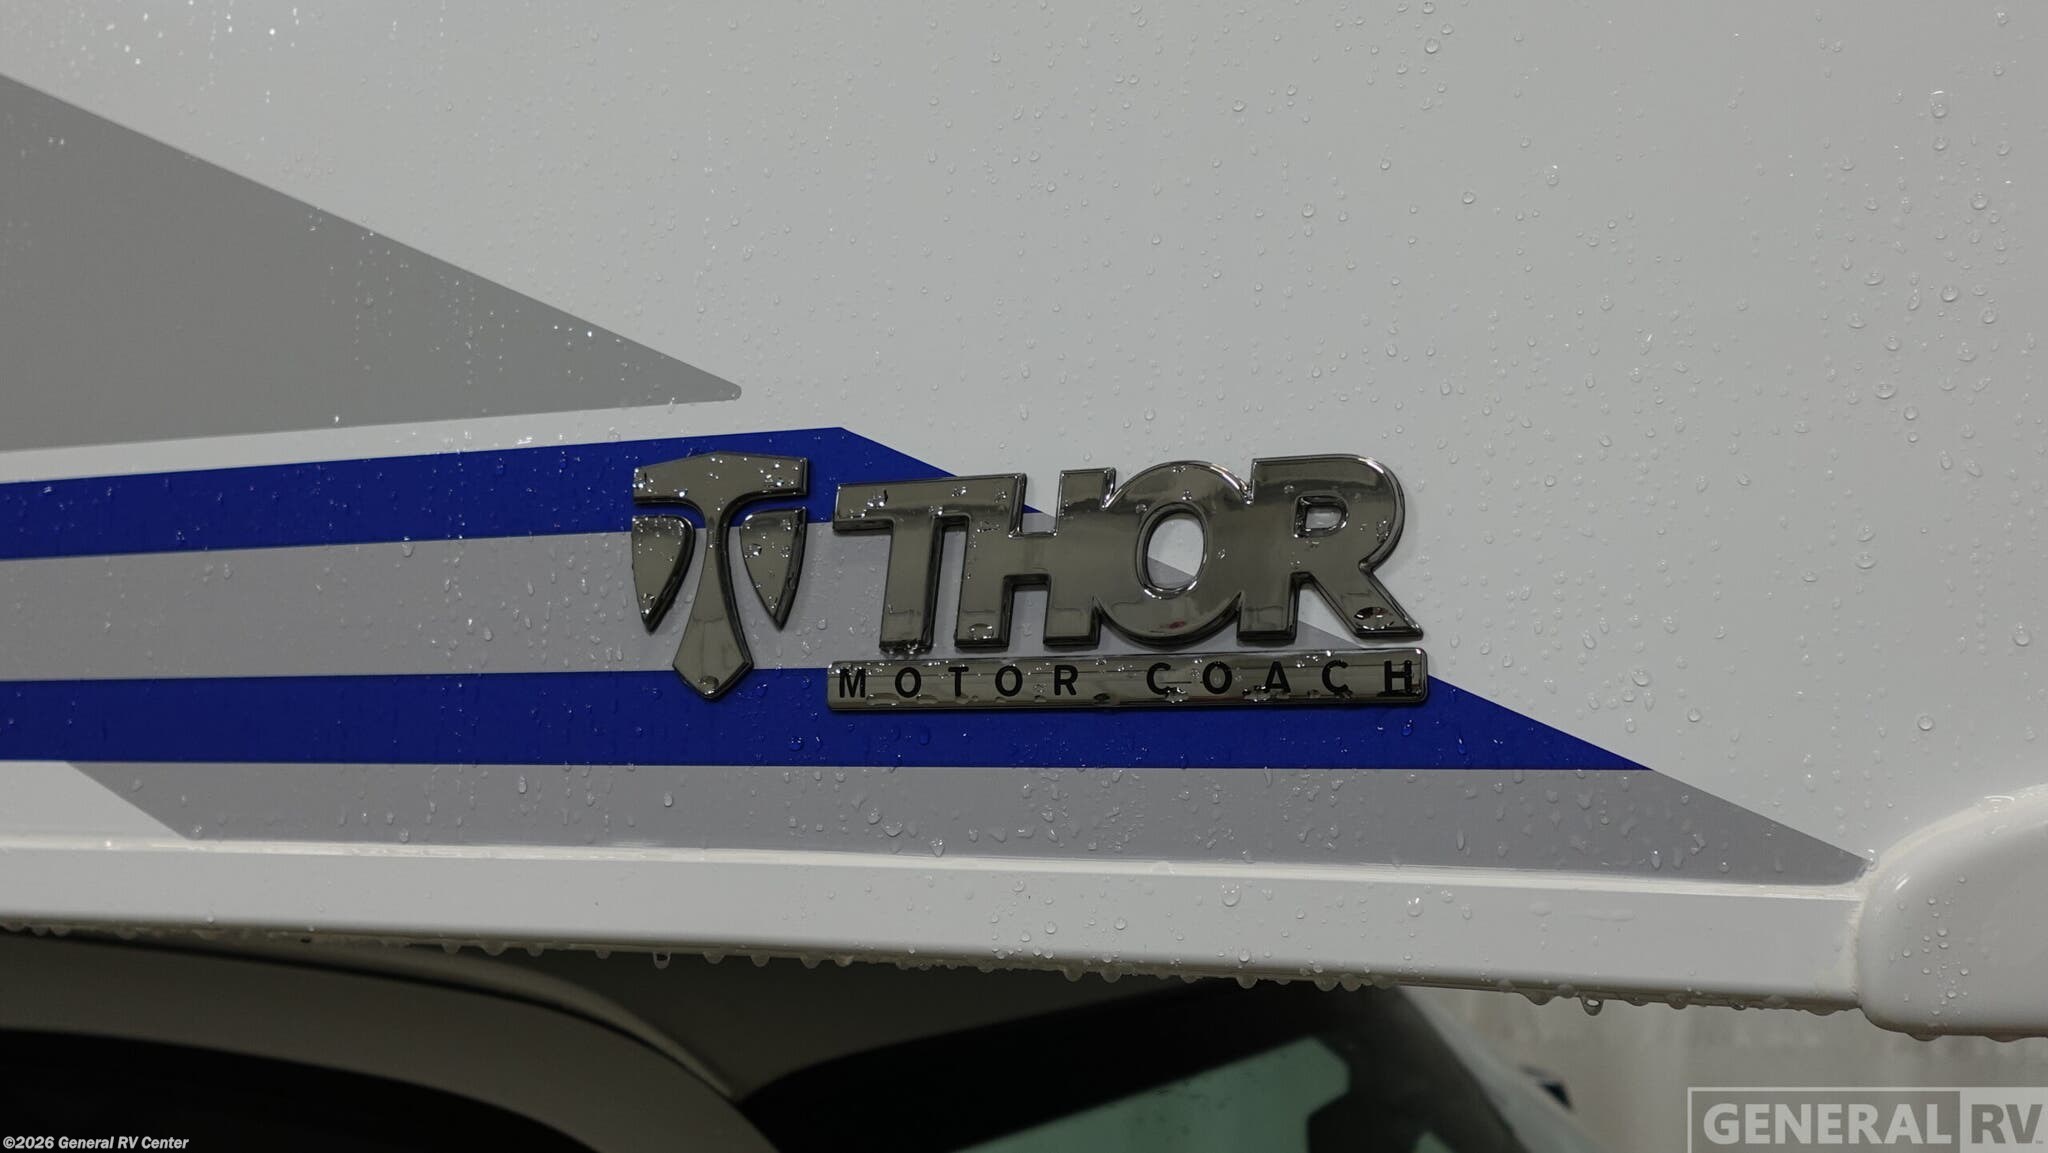 THOR
MOTOR COACH
©2026 General RV Center
GENERAL RV